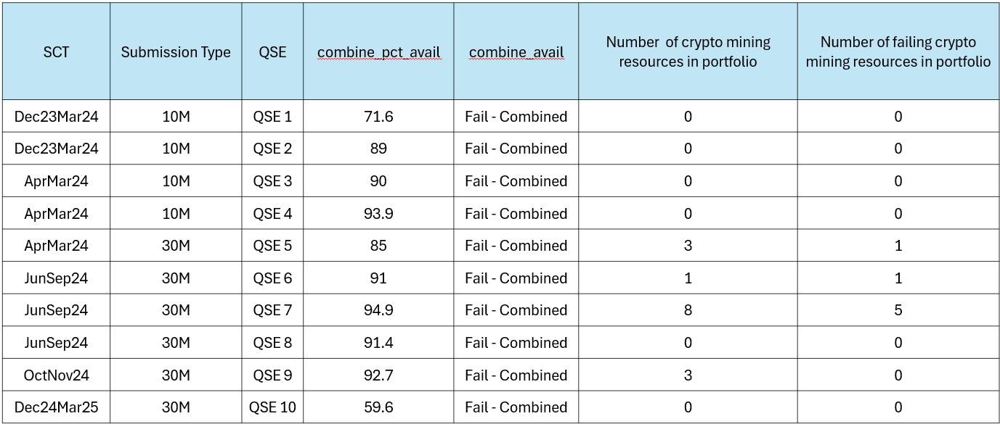 SCT Submission Type QSE combine_pct_avail combine_avail Number of crypto mining resources in portfolio Number of failing crypto mining resources in portfolio
Dec23Mar24 10M QSE 1 71.6 Fail - Combined 0 0
Dec23Mar24 10M QSE 2 89 Fail - Combined 0 0
AprMar24 10M QSE 3 90 Fail - Combined 0 0
AprMar24 10M QSE 4 93.9 Fail - Combined 0 0
AprMar24 30M QSE 5 85 Fail - Combined 3 1
JunSep24 30M QSE 6 91 Fail - Combined 1 1
JunSep24 30M QSE 7 94.9 Fail - Combined 8 5
JunSep24 30M QSE 8 91.4 Fail - Combined 0 0
OctNov24 30M QSE 9 92.7 Fail - Combined 3 0
Dec24Mar25 30M QSE 10 59.6 Fail - Combined 0 0